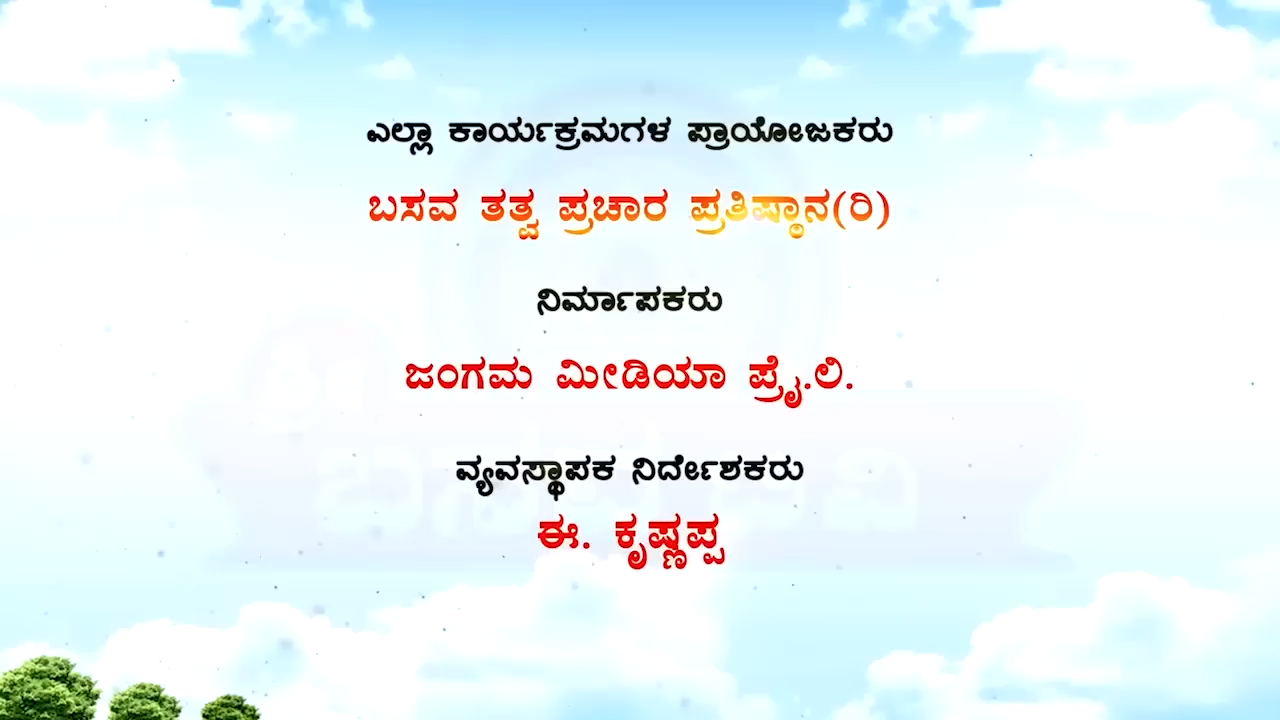 ಎಲ್ಲಾ ಕಾರ್ಯಕ್ರಮಗಳ ಪ್ರಾಯೋಜಕರು
ಬಸವ ತತ್ವ ಪ್ರಚಾರ ಪ್ರತಿಷ್ಠಾನ(ರಿ)
ನಿರ್ಮಾಪಕರು
ಜಂಗಮ ಮೀಡಿಯಾ ಪ್ರೈ.ಲಿ.
ವ್ಯವಸ್ಥಾಪಕ ನಿರ್ದೇಶಕರು
ಈ. ಕೃಷ್ಣಪ್ಪ